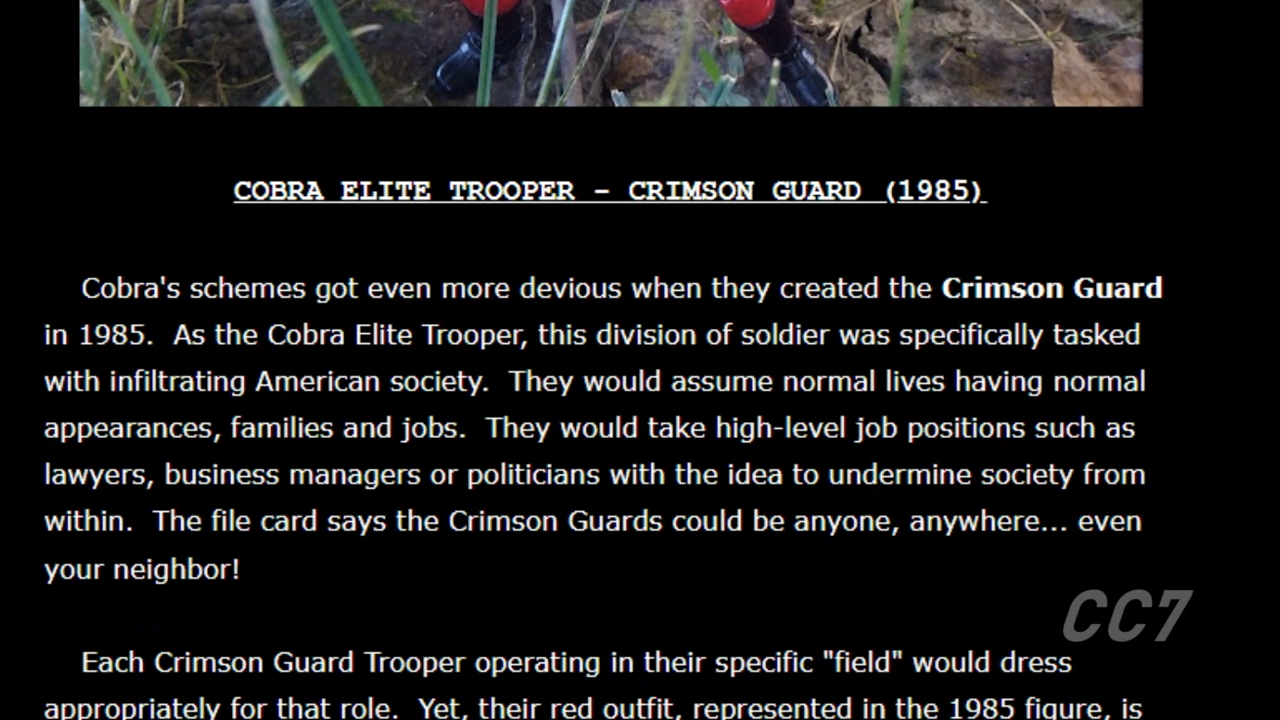 COBRA ELITE TROOPER - CRIMSON GUARD (1985)
Cobra's schemes got even more devious when they created the Crimson Guard
in 1985.  As the Cobra Elite Trooper, this division of soldier was specifically tasked
with infiltrating American society.  They would assume normal lives having normal
appearances, families and jobs.  They would take high-level job positions such as
lawyers, business managers or politicians with the idea to undermine society from
within.  The file card says the Crimson Guards could be anyone, anywhere... even
your neighbor!
CC7
Each Crimson Guard Trooper operating in their specific "field" would dress
appropriately for that role.  Yet, their red outfit, represented in the 1985 figure, is